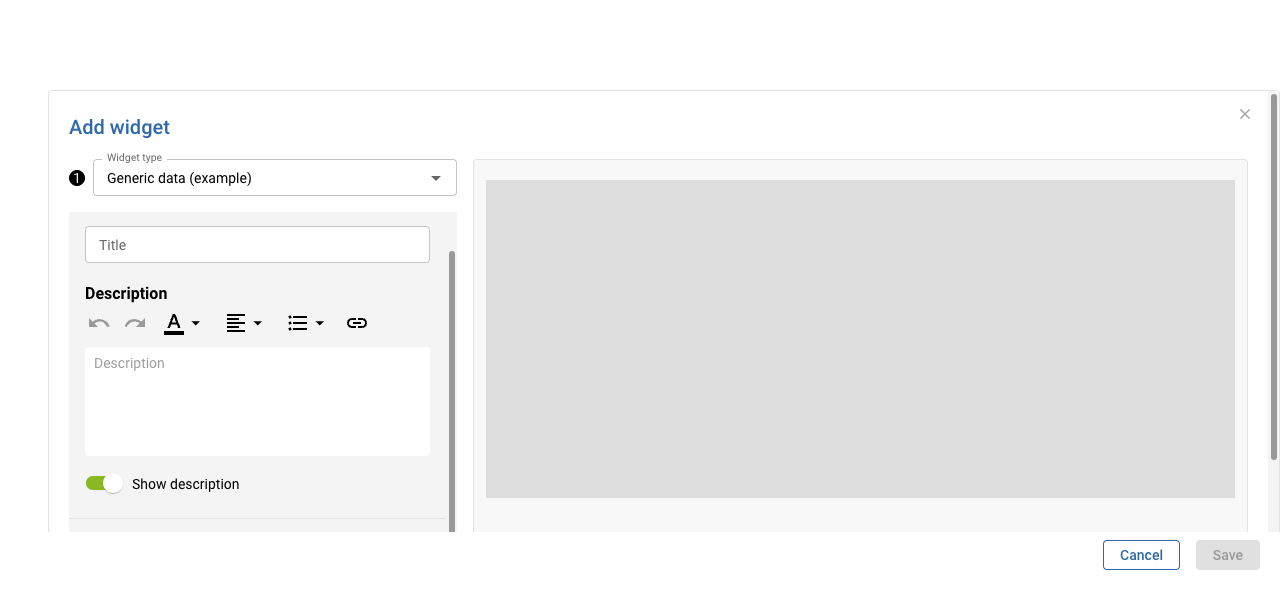 Add widget
Widget type
1 Generic data (example)
Title
Description
A
Description
Show description
Cancel Save